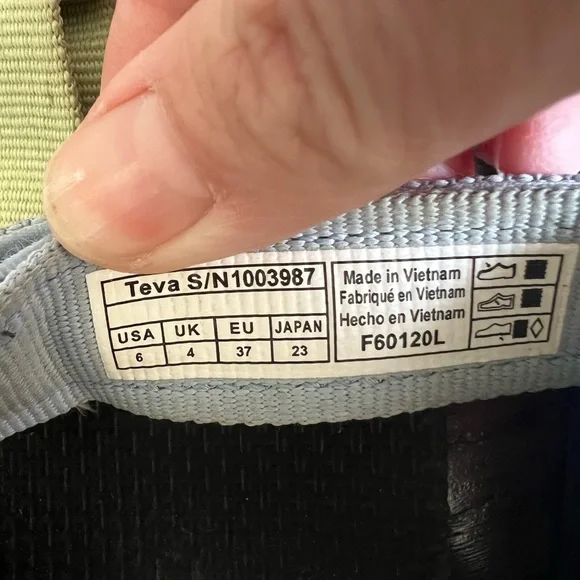 Teva S/N1003987
USA UK EU JAPAN
6 4 37 23
Made in Vietnam
Fabriqué en Vietnam
Hecho en Vietnam
F60120L